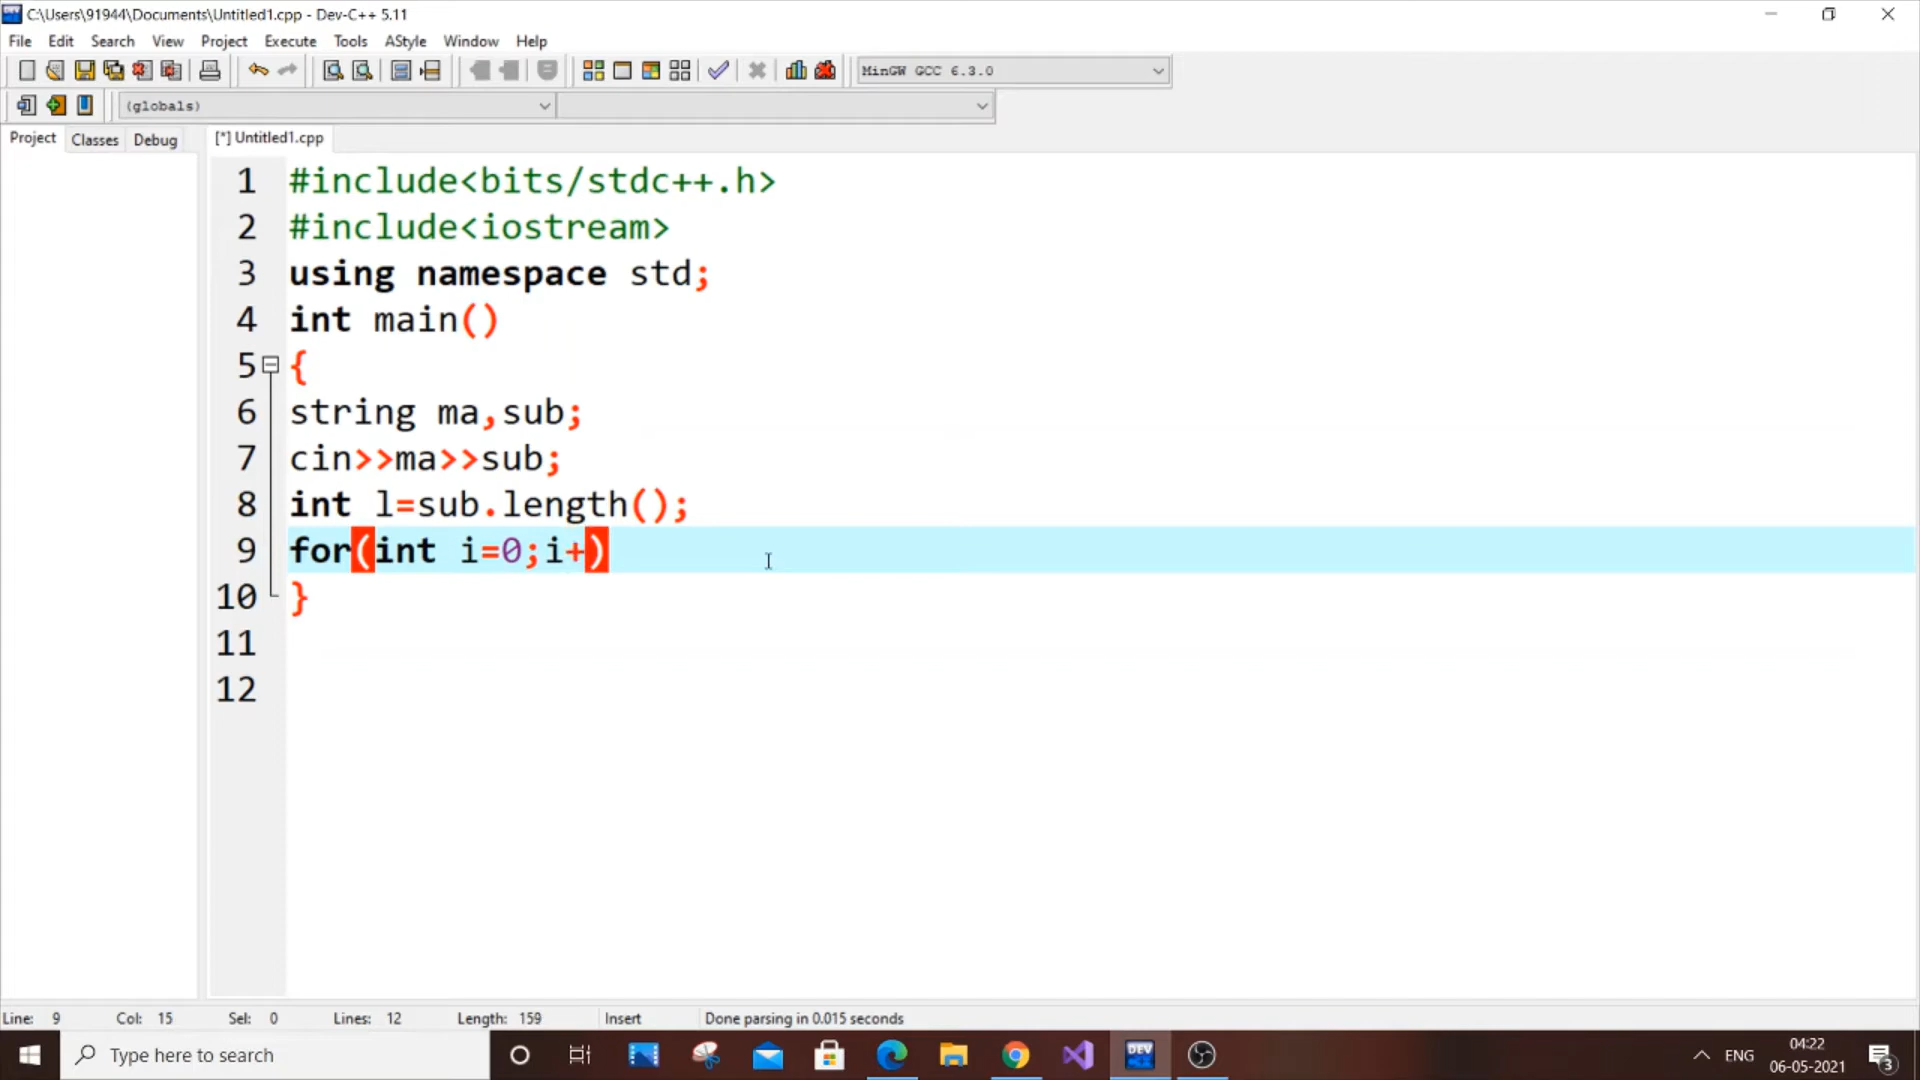 C:\Users\91944\Documents\Untitled1.cpp - Dev-C++ 5.11
File Edit Search View Project Execute Tools AStyle Window Help
MinGW GCC 6.3.0
(globals)
Project Classes Debug [*] Untitled1.cpp
1 #include<bits/stdc++.h>
2 #include<iostream>
3 using namespace std;
4 int main()
5 {
6 string ma,sub;
7 cin>>ma>>sub;
8 int l=sub.length();
9 for(int i=0;i+)
10 }
11
12
Line: 9 Col: 15 Sel: 0 Lines: 12 Length: 159 Insert Done parsing in 0.015 seconds
Type here to search
DEV
ENG
04:22
06-05-2021
3